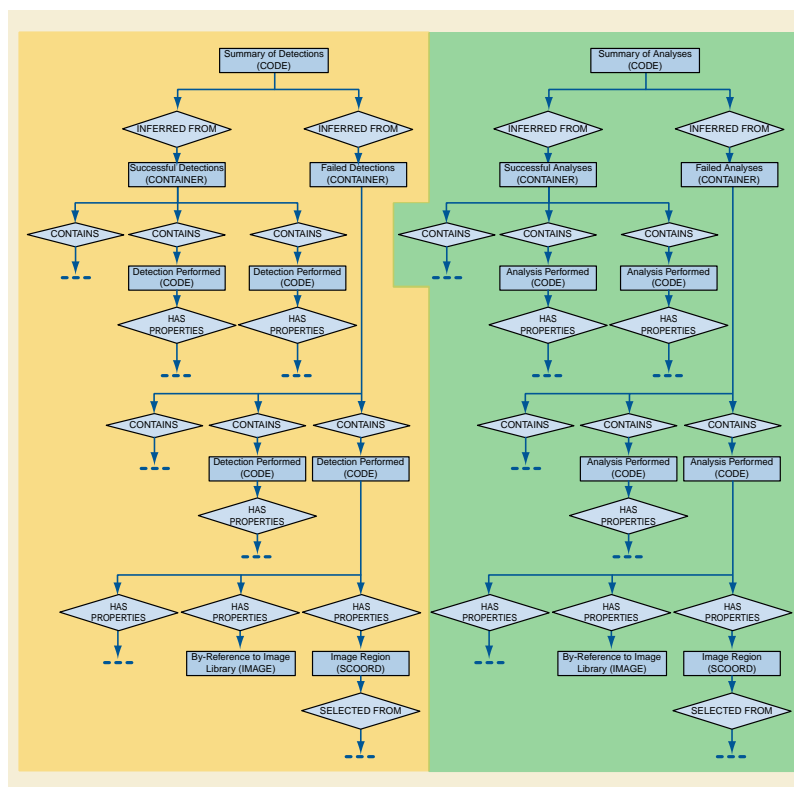 Summary of Detections
(CODE)
INFERRED FROM
INFERRED FROM
Successful Detections
(CONTAINER)
Failed Detections
(CONTAINER)
CONTAINS
CONTAINS
CONTAINS
Detection Performed
(CODE)
Detection Performed
(CODE)
HAS
PROPERTIES
HAS
PROPERTIES
CONTAINS
CONTAINS
CONTAINS
Detection Performed
(CODE)
Detection Performed
(CODE)
HAS
PROPERTIES
HAS
PROPERTIES
HAS
PROPERTIES
HAS
PROPERTIES
By-Reference to Image
Library (IMAGE)
Image Region
(SCOORD)
SELECTED FROM
Summary of Analyses
(CODE)
INFERRED FROM
INFERRED FROM
Successful Analyses
(CONTAINER)
Failed Analyses
(CONTAINER)
CONTAINS
CONTAINS
CONTAINS
Analysis Performed
(CODE)
Analysis Performed
(CODE)
HAS
PROPERTIES
HAS
PROPERTIES
CONTAINS
CONTAINS
CONTAINS
Analysis Performed
(CODE)
Analysis Performed
(CODE)
HAS
PROPERTIES
HAS
PROPERTIES
HAS
PROPERTIES
HAS
PROPERTIES
By-Reference to Image
Library (IMAGE)
Image Region
(SCOORD)
SELECTED FROM